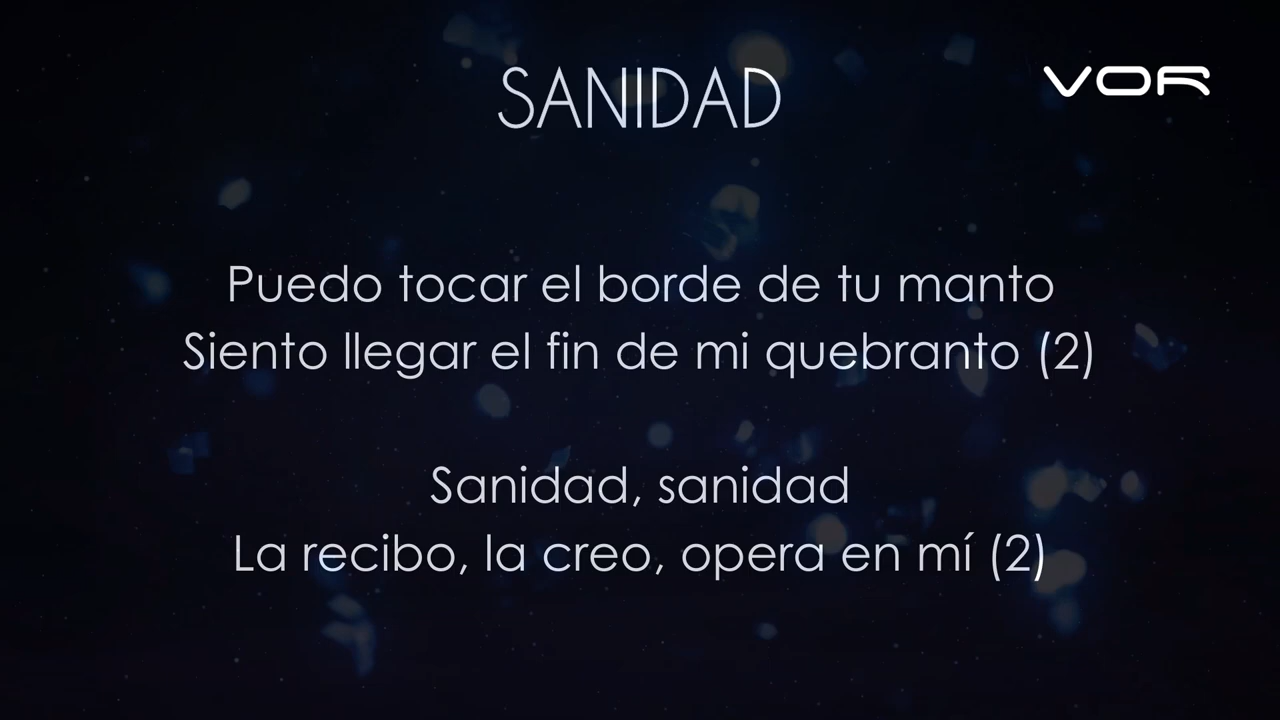 SANIDAD
VOR
Puedo tocar el borde de tu manto
Siento llegar el fin de mi quebranto (2)
Sanidad, sanidad
La recibo, la creo, opera en mí (2)